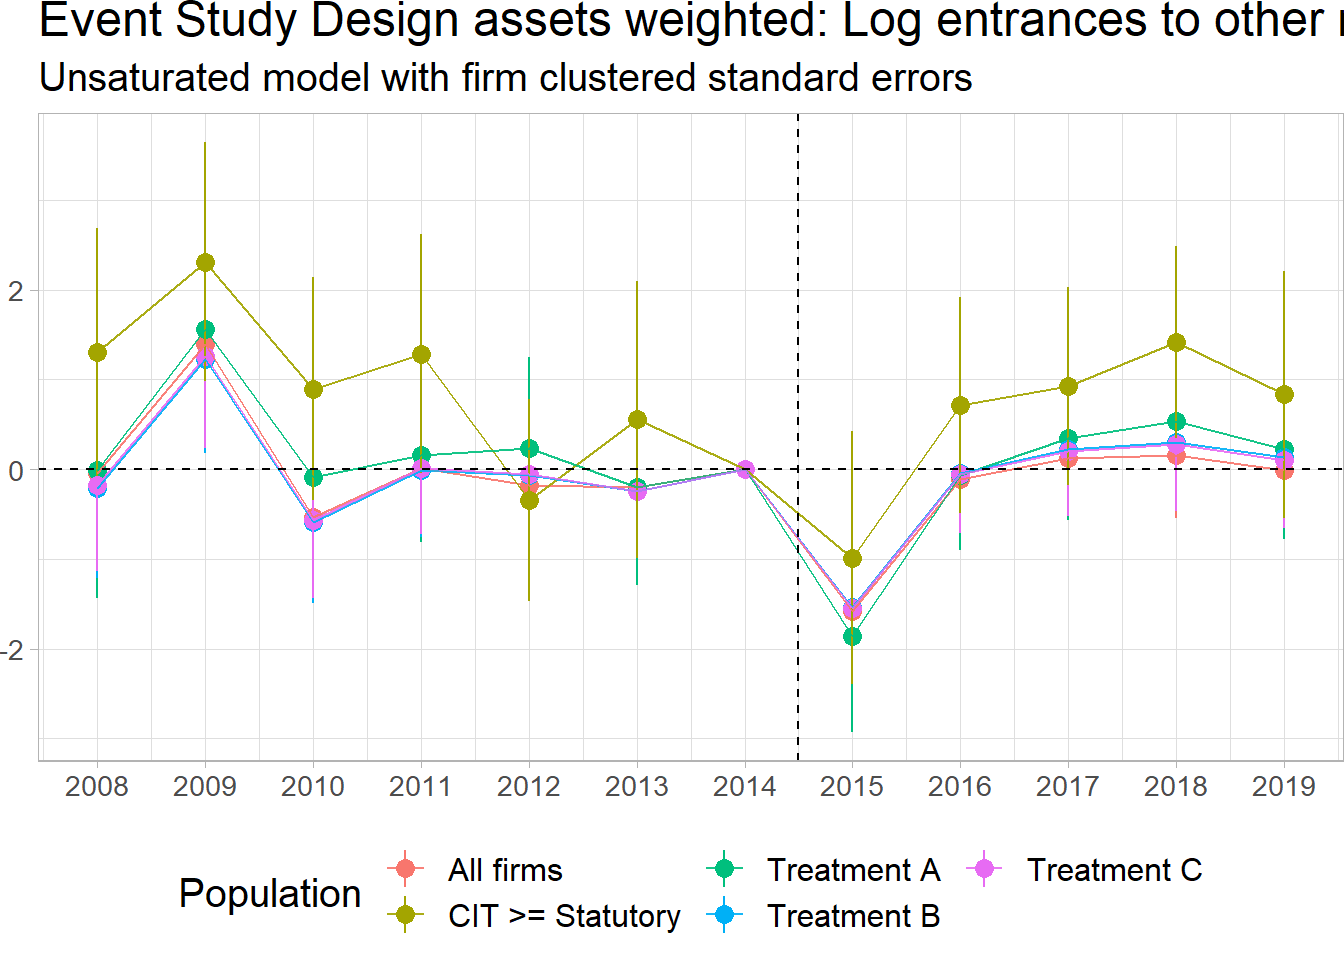 Event Study Design assets weighted: Log entrances to other
Unsaturated model with firm clustered standard errors
2
0
-2
2008 2009 2010 2011 2012 2013 2014 2015 2016 2017 2018 2019
Population
All firms Treatment A Treatment C
CIT >= Statutory Treatment B